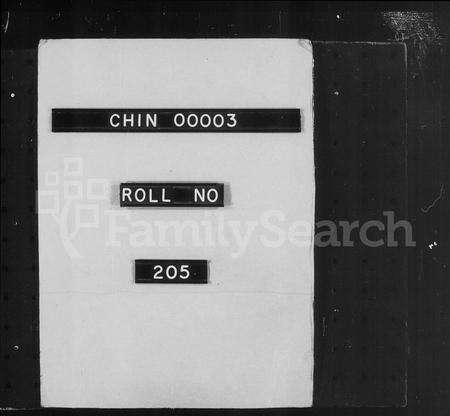 CHIN 00003
ROLL NO
FamilySearch
205